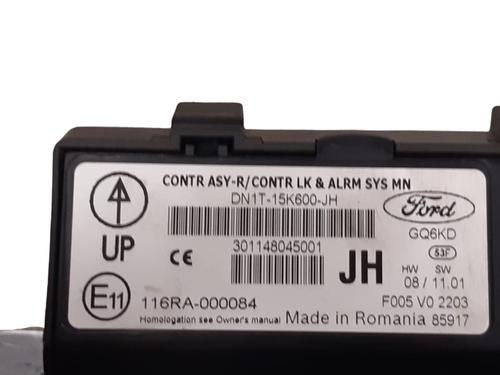 CONTR ASY-R/CONTR LK & ALRM SYS MN
DN1T-15K600-JH
Ford
GQ6KD
301148045001
53F
UP
CE
JH
HW SW
08 / 11.01
E11
116RA-000084
F005 V0 2203
Homologation see Owner's manual
Made in Romania 85917